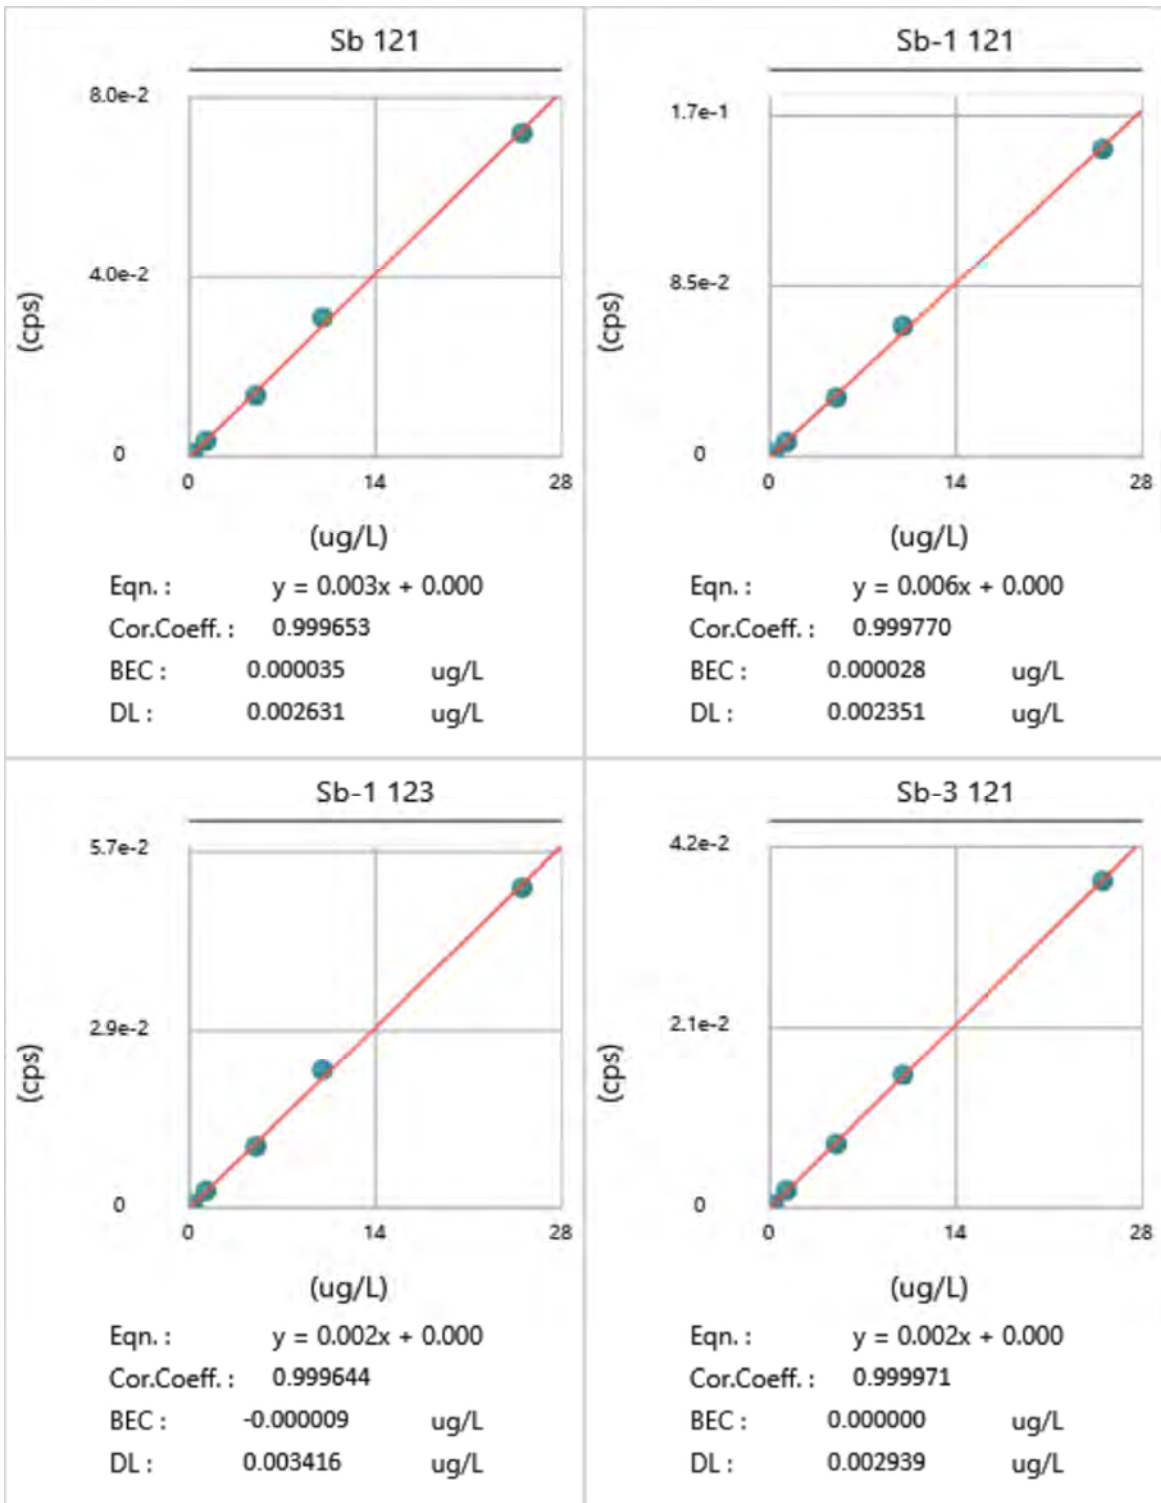 Sb 121
8.0e-2
4.0e-2
0
(cps)
0 14 28
(ug/L)
Eqn. : y = 0.003x + 0.000
Cor.Coeff. : 0.999653
BEC : 0.000035 ug/L
DL : 0.002631 ug/L
Sb-1 121
1.7e-1
8.5e-2
0
(cps)
0 14 28
(ug/L)
Eqn. : y = 0.006x + 0.000
Cor.Coeff. : 0.999770
BEC : 0.000028 ug/L
DL : 0.002351 ug/L
Sb-1 123
5.7e-2
2.9e-2
0
(cps)
0 14 28
(ug/L)
Eqn. : y = 0.002x + 0.000
Cor.Coeff. : 0.999644
BEC : -0.000009 ug/L
DL : 0.003416 ug/L
Sb-3 121
4.2e-2
2.1e-2
0
(cps)
0 14 28
(ug/L)
Eqn. : y = 0.002x + 0.000
Cor.Coeff. : 0.999971
BEC : 0.000000 ug/L
DL : 0.002939 ug/L